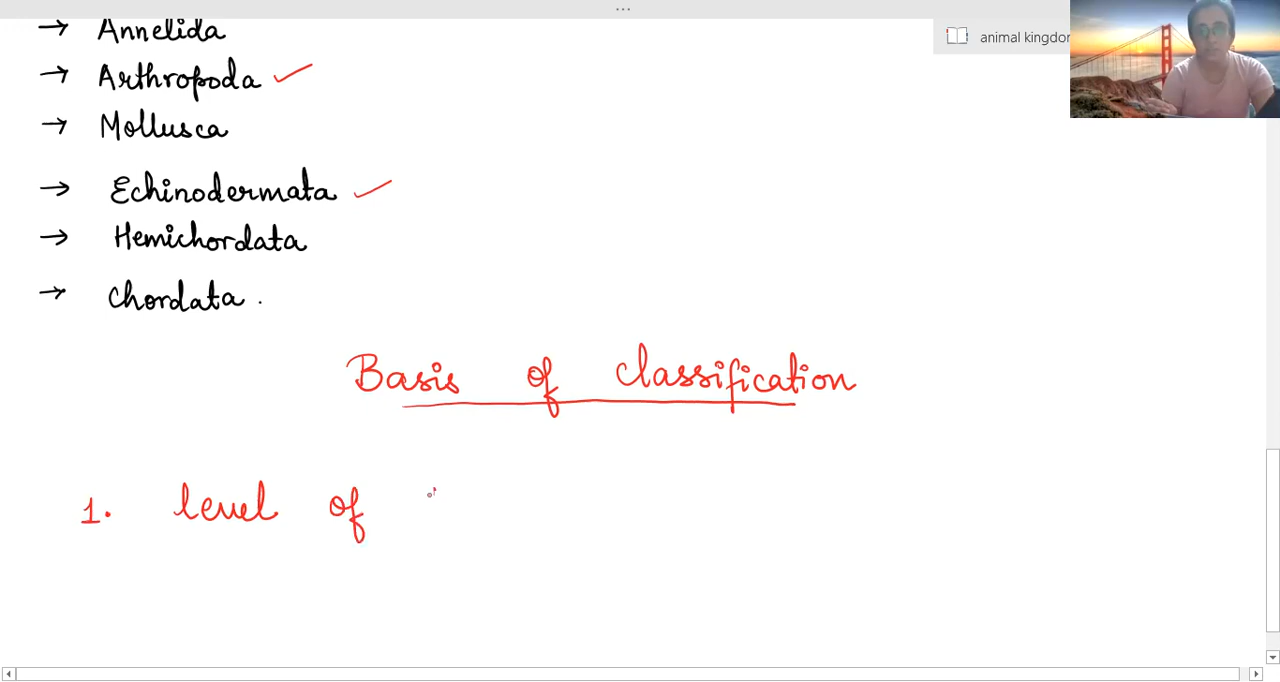 ...
→ Annelida
animal kingdo
→ Arthropoda ✓
→ Mollusca
→ Echinodermata ✓
→ Hemichordata
→ Chordata .
Basis of classification
1. level of